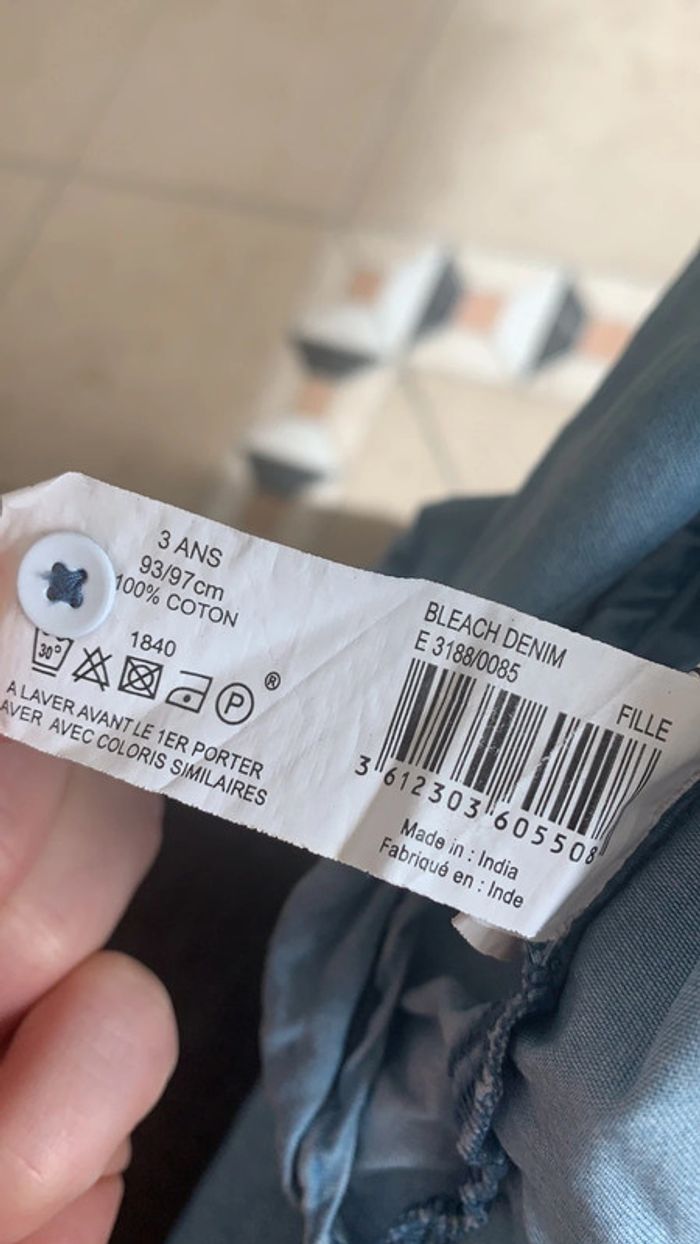 3 ANS
93/97cm
100% COTON
1840
30°
P
®
A LAVER AVANT LE 1ER PORTER
AVER AVEC COLORIS SIMILAIRES
BLEACH DENIM
E 3188/0085
FILLE
3 612303 605508
Made in : India
Fabriqué en : Inde